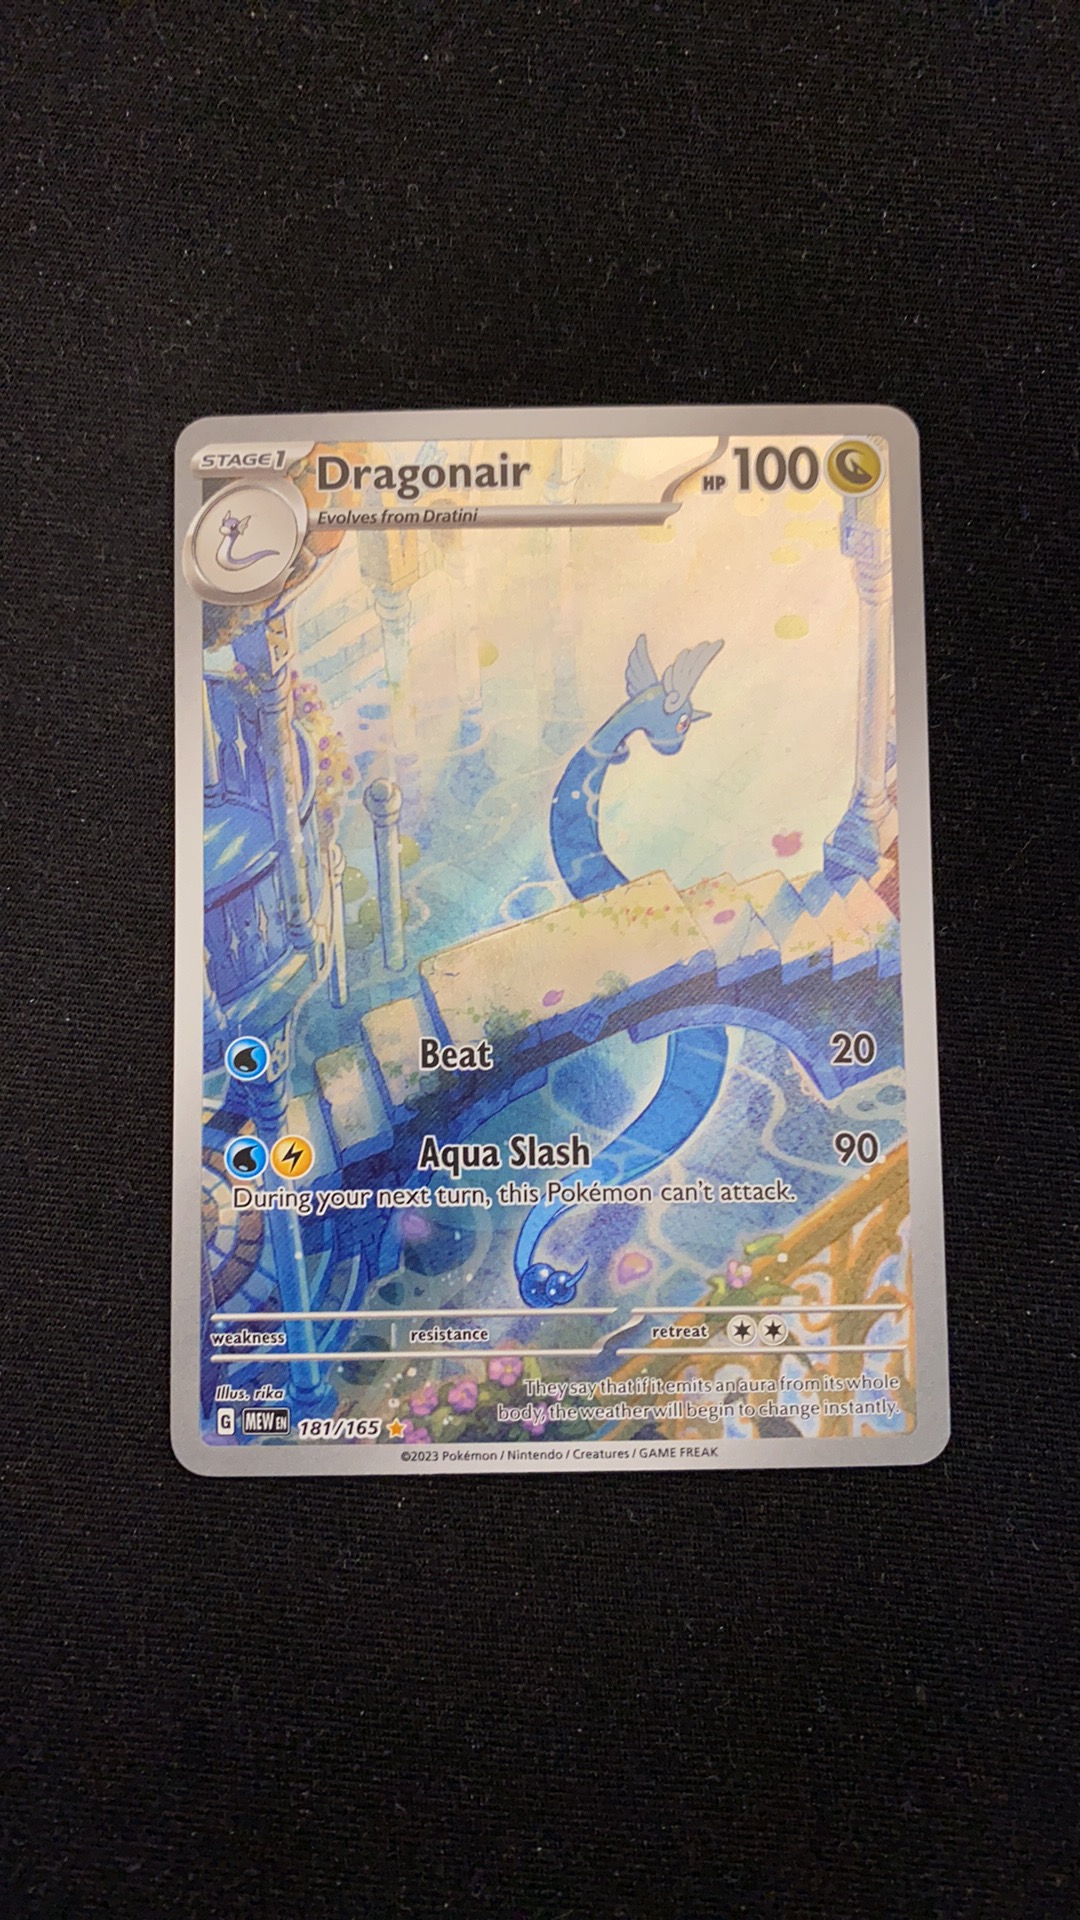 STAGE 1
Dragonair
HP 100
Evolves from Dratini
Beat 20
Aqua Slash 90
During your next turn, this Pokémon can't attack.
weakness resistance retreat
Illus. rika
They say that if it emits an aura from its whole
body, the weather will begin to change instantly.
G MEW EN 181/165
©2023 Pokémon / Nintendo / Creatures / GAME FREAK